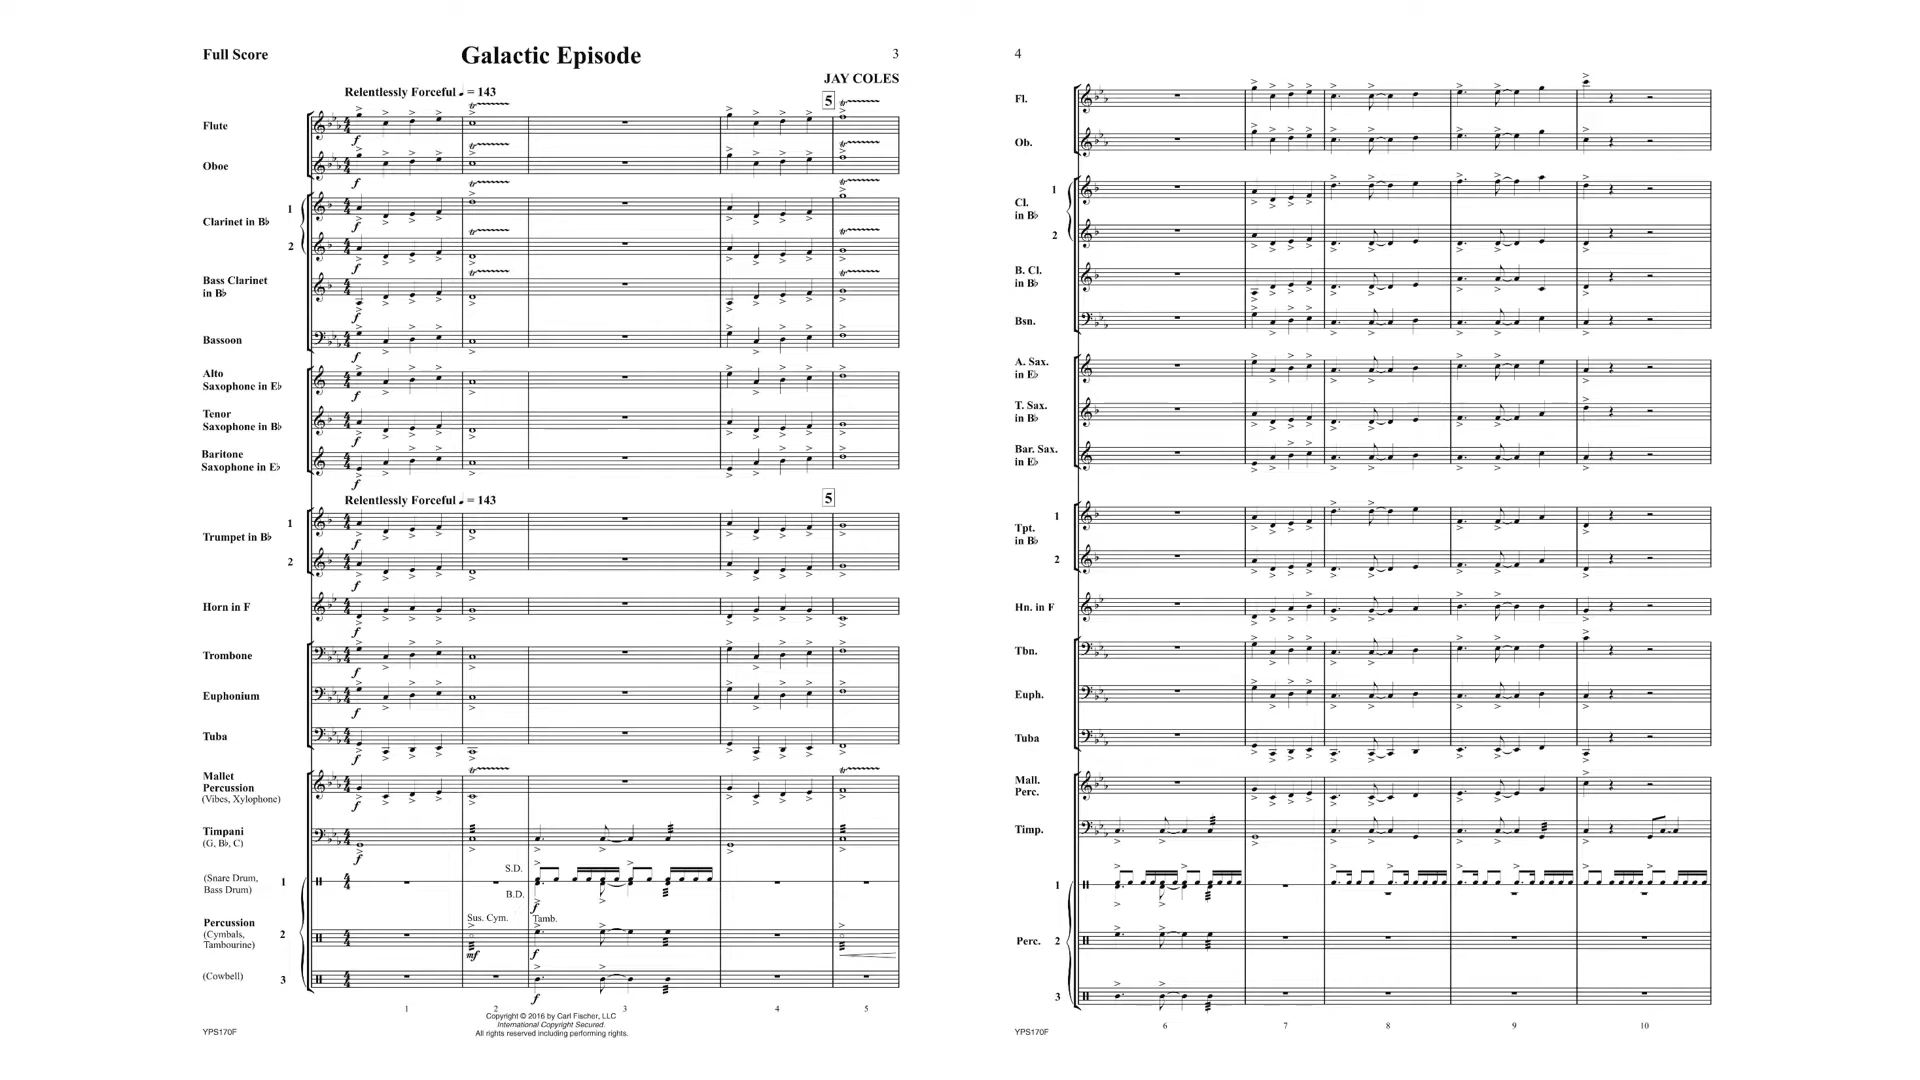 Full Score
Galactic Episode
3
JAY COLES
Relentlessly Forceful ♩ = 143
5
Flute
f
Oboe
f
1
Clarinet in B♭
f
2
f
Bass Clarinet
in B♭
f
Bassoon
f
Alto
Saxophone in E♭
f
Tenor
Saxophone in B♭
f
Baritone
Saxophone in E♭
f
Relentlessly Forceful ♩ = 143
5
1
Trumpet in B♭
f
2
f
Horn in F
f
Trombone
f
Euphonium
f
Tuba
f
Mallet
Percussion
(Vibes, Xylophone)
f
Timpani
(G, B♭, C)
f
S.D.
(Snare Drum,
Bass Drum)
1
B.D.
f
Sus. Cym.
Tamb.
Percussion
(Cymbals,
Tambourine)
2
mf
f
(Cowbell)
3
f
1 2 3 4 5
Copyright © 2016 by Carl Fischer, LLC
International Copyright Secured.
All rights reserved including performing rights.
YPS170F
4
Fl.
Ob.
1
Cl.
in B♭
2
B. Cl.
in B♭
Bsn.
A. Sax.
in E♭
T. Sax.
in B♭
Bar. Sax.
in E♭
1
Tpt.
in B♭
2
Hn. in F
Tbn.
Euph.
Tuba
Mall.
Perc.
Timp.
1
Perc. 2
3
6 7 8 9 10
YPS170F